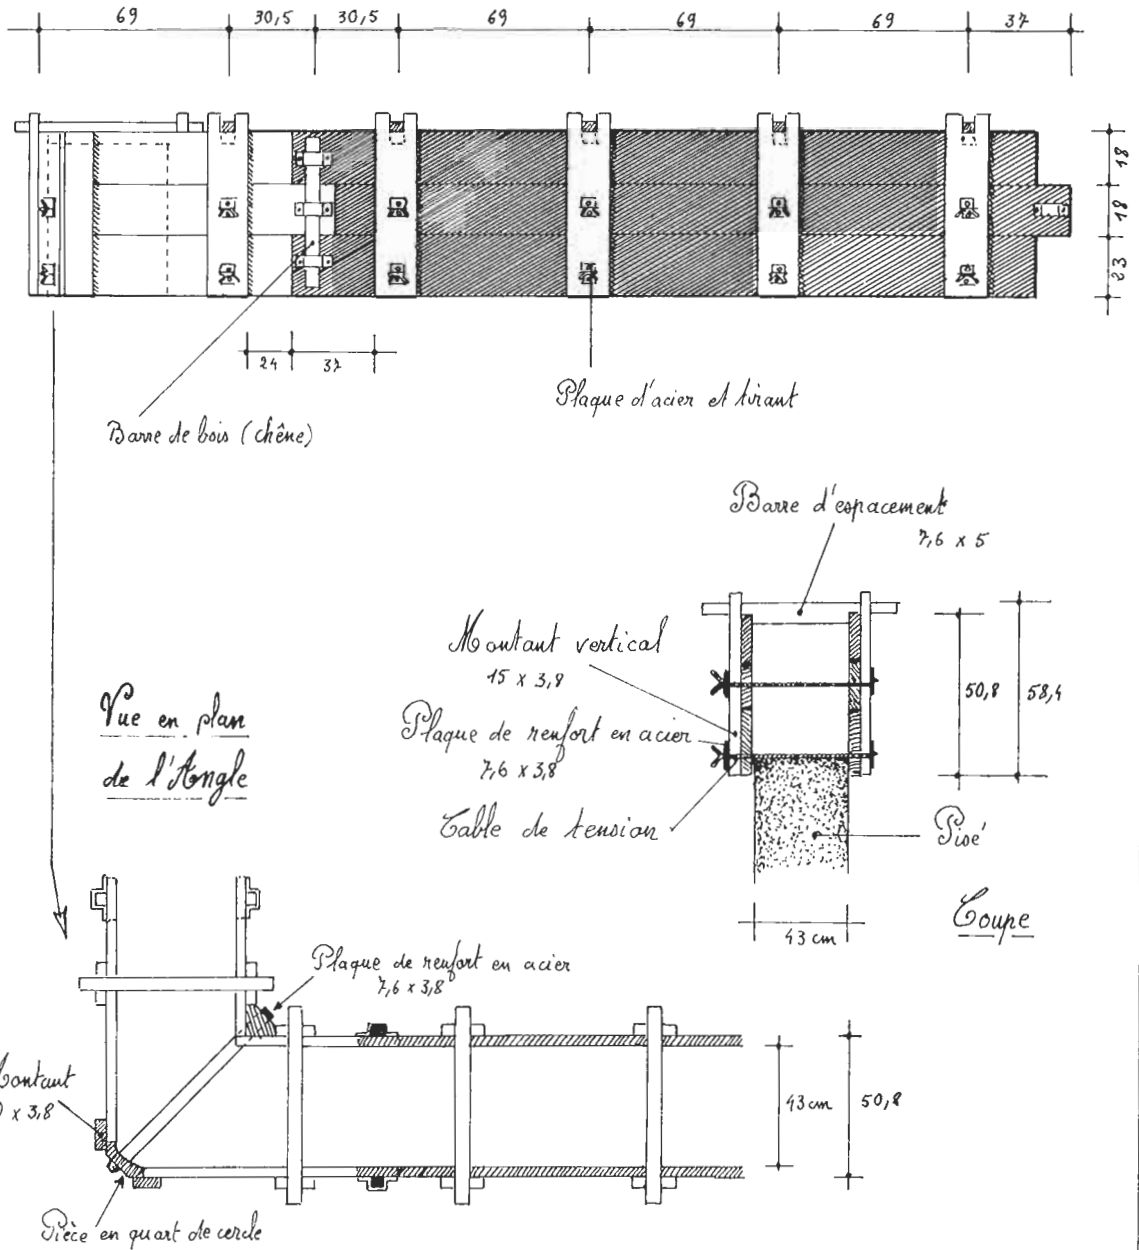 69 30,5 30,5 69 69 69 37
18
18
23
24 37
Plaque d'acier et tirant
Barre de bois (chêne)
Barre d'espacement
7,6 x 5
Montant vertical
15 x 3,8
50,8 58,4
Vue en plan
de l'Angle
Plaque de renfort en acier
7,6 x 3,8
Cable de tension
Pisé
Coupe
43 cm
Plaque de renfort en acier
7,6 x 3,8
Montant
x 3,8
43 cm 50,8
Pièce en quart de cercle